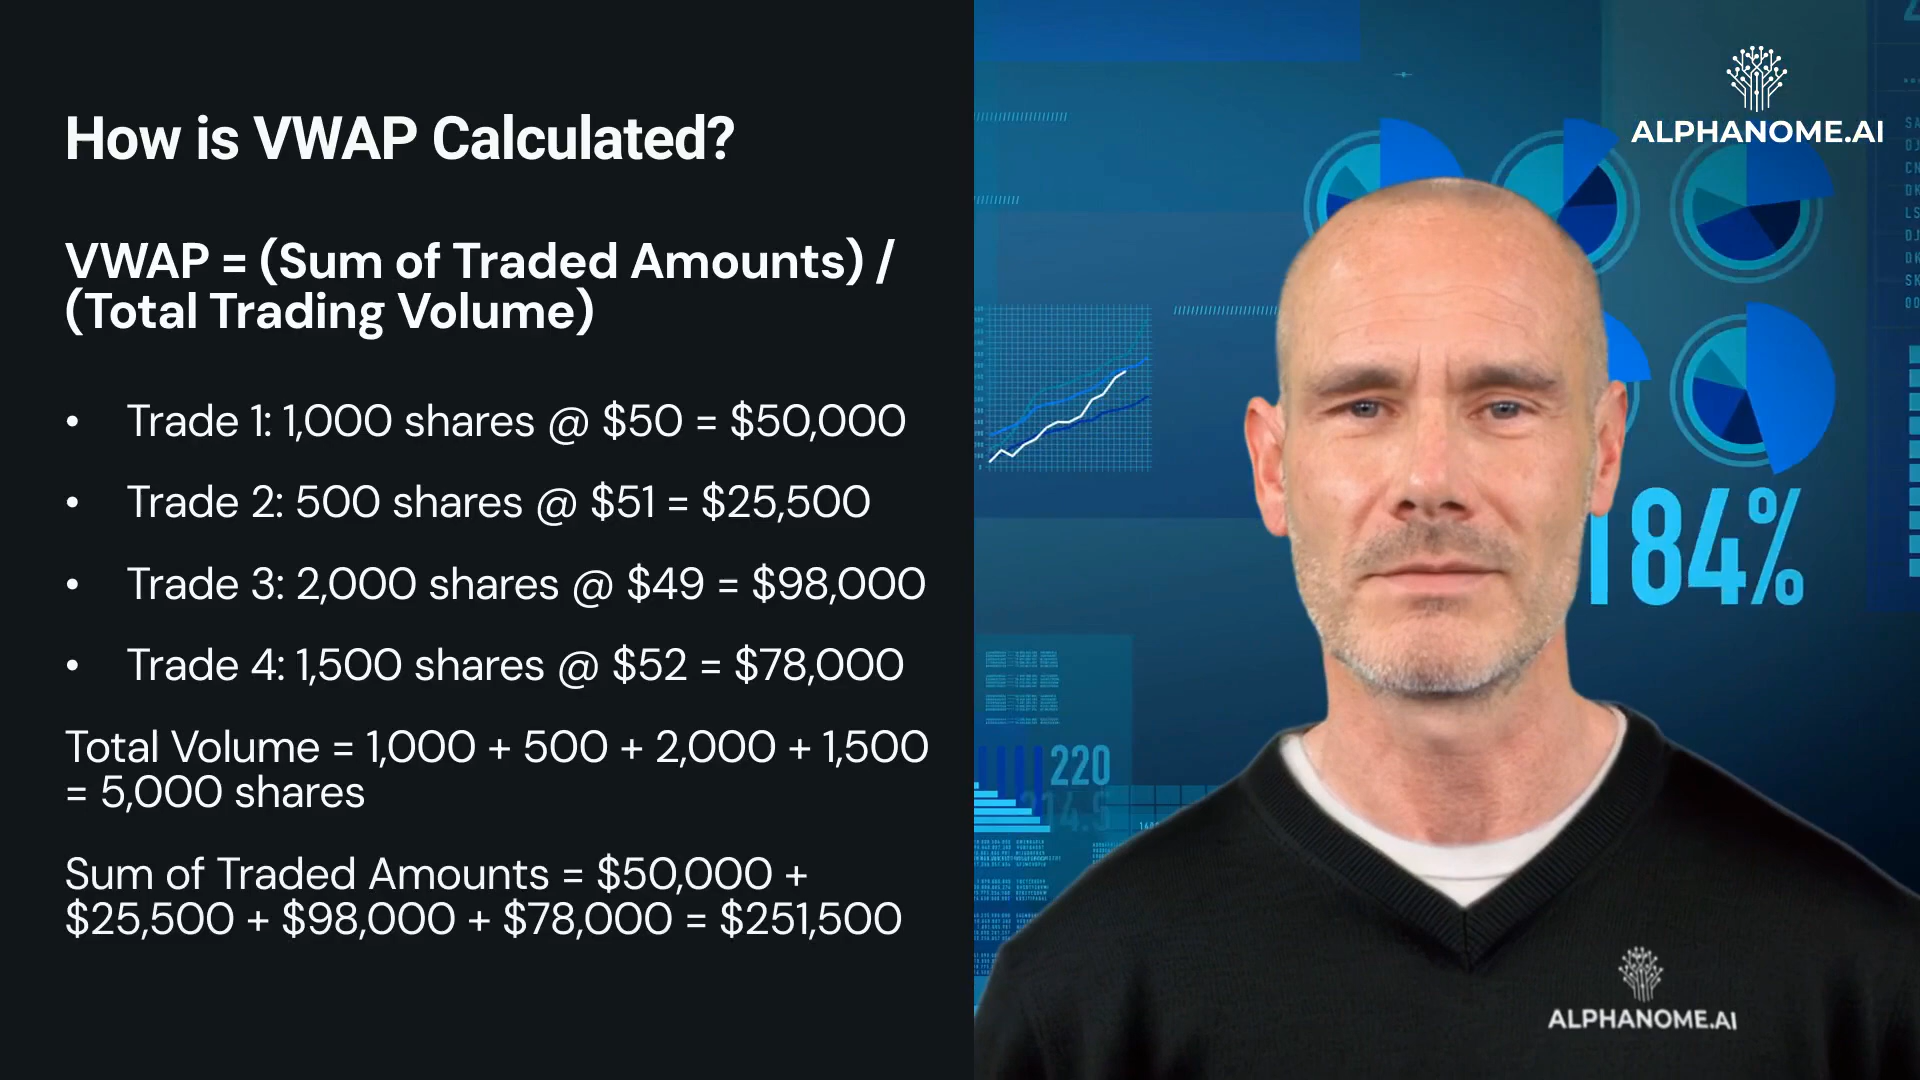 How is VWAP Calculated?
VWAP = (Sum of Traded Amounts) /
(Total Trading Volume)
• Trade 1: 1,000 shares @ $50 = $50,000
• Trade 2: 500 shares @ $51 = $25,500
• Trade 3: 2,000 shares @ $49 = $98,000
• Trade 4: 1,500 shares @ $52 = $78,000
Total Volume = 1,000 + 500 + 2,000 + 1,500
= 5,000 shares
Sum of Traded Amounts = $50,000 +
$25,500 + $98,000 + $78,000 = $251,500
ALPHANOME.AI
184%
220
ALPHANOME.AI